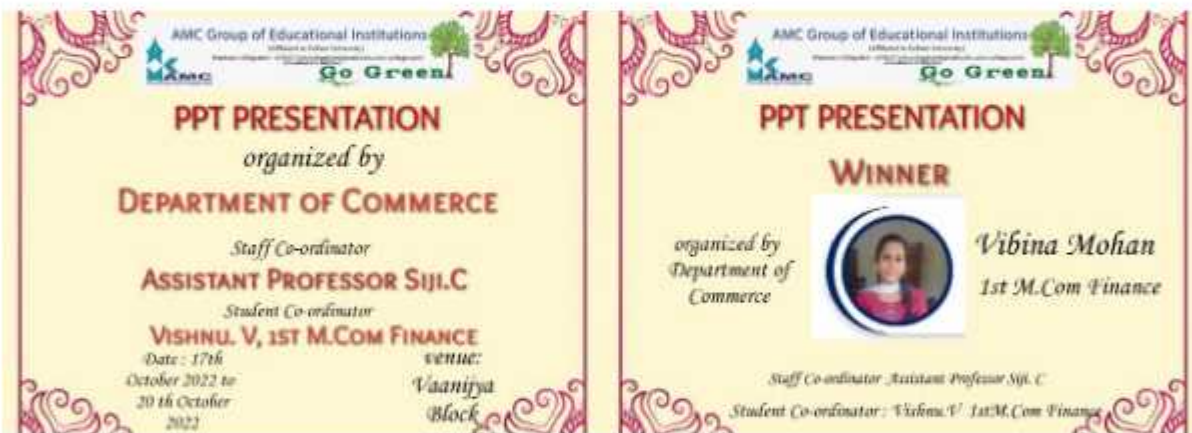 AMC Group of Educational Institutions
AMC
Go Green
PPT PRESENTATION
organized by
DEPARTMENT OF COMMERCE
Staff Co-ordinator
ASSISTANT PROFESSOR SIJI.C
Student Co-ordinator
VISHNU. V, 1ST M.COM FINANCE
Date : 17th
October 2022 to
20 th October
2022
venue:
Vaanijya
Block
AMC Group of Educational Institutions
AMC
Go Green
PPT PRESENTATION
WINNER
organized by
Department of
Commerce
Vibina Mohan
1st M.Com Finance
Staff Co-ordinator Assistant Professor Siji. C
Student Co-ordinator : Vishnu.V 1stM.Com Finance